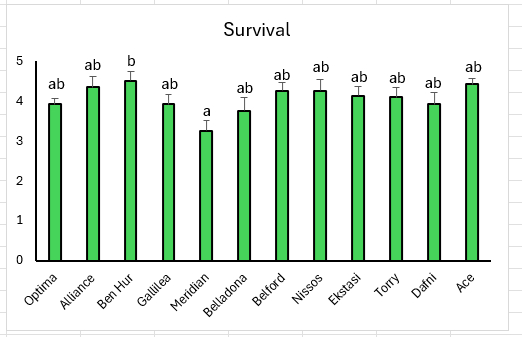 Survival
5
4
3
2
1
0
ab
ab
b
ab
a
ab
ab
ab
ab
ab
ab
ab
Optima
Alliance
Ben Hur
Gallilea
Meridian
Belladona
Belford
Nissos
Ekstasi
Torry
Dafni
Ace